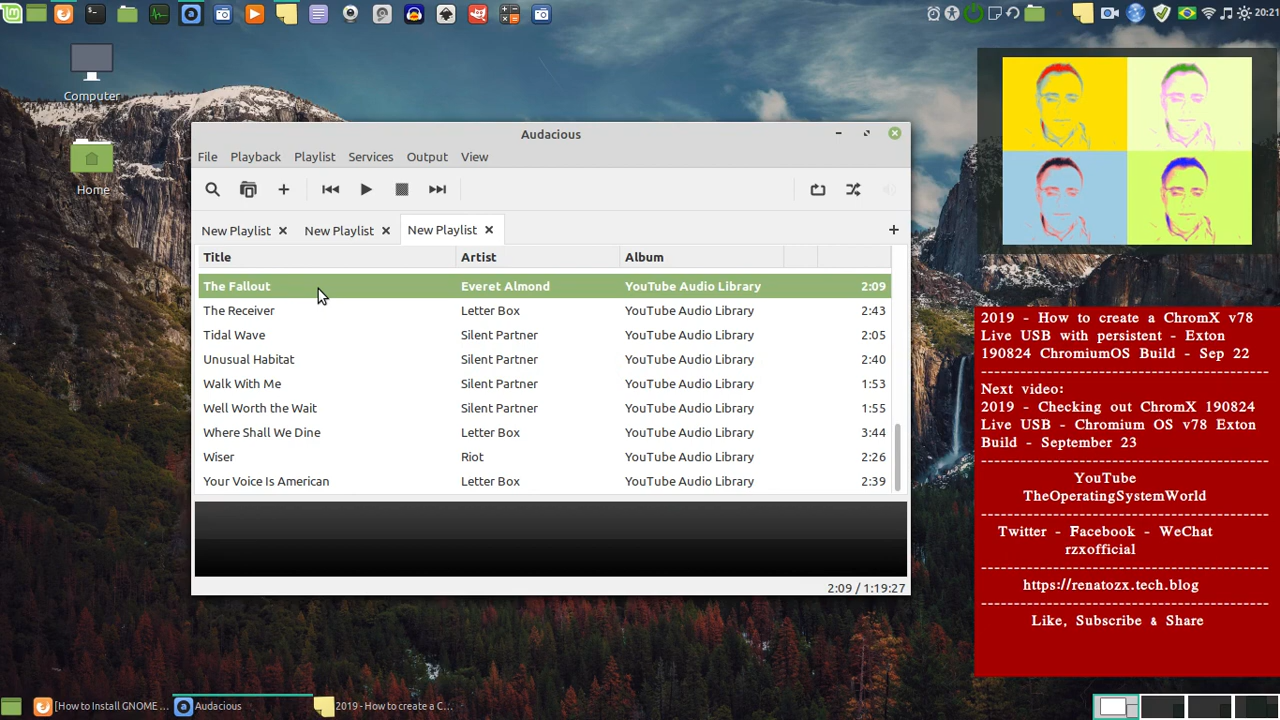 20:21
Computer
Home
Audacious
File Playback Playlist Services Output View
New Playlist New Playlist New Playlist
Title Artist Album
The Fallout Everet Almond YouTube Audio Library 2:09
The Receiver Letter Box YouTube Audio Library 2:43
Tidal Wave Silent Partner YouTube Audio Library 2:05
Unusual Habitat Silent Partner YouTube Audio Library 2:40
Walk With Me Silent Partner YouTube Audio Library 1:53
Well Worth the Wait Silent Partner YouTube Audio Library 1:55
Where Shall We Dine Letter Box YouTube Audio Library 3:44
Wiser Riot YouTube Audio Library 2:26
Your Voice Is American Letter Box YouTube Audio Library 2:39
2:09 / 1:19:27
2019 - How to create a ChromX v78
Live USB with persistent - Exton
190824 ChromiumOS Build - Sep 22
--------------------------------
Next video:
2019 - Checking out ChromX 190824
Live USB - Chromium OS v78 Exton
Build - September 23
--------------------------------
YouTube
TheOperatingSystemWorld
--------------------------------
Twitter - Facebook - WeChat
rzxofficial
--------------------------------
https://renatozx.tech.blog
--------------------------------
Like, Subscribe & Share
[How to Install GNOME ... Audacious 2019 - How to create a C...